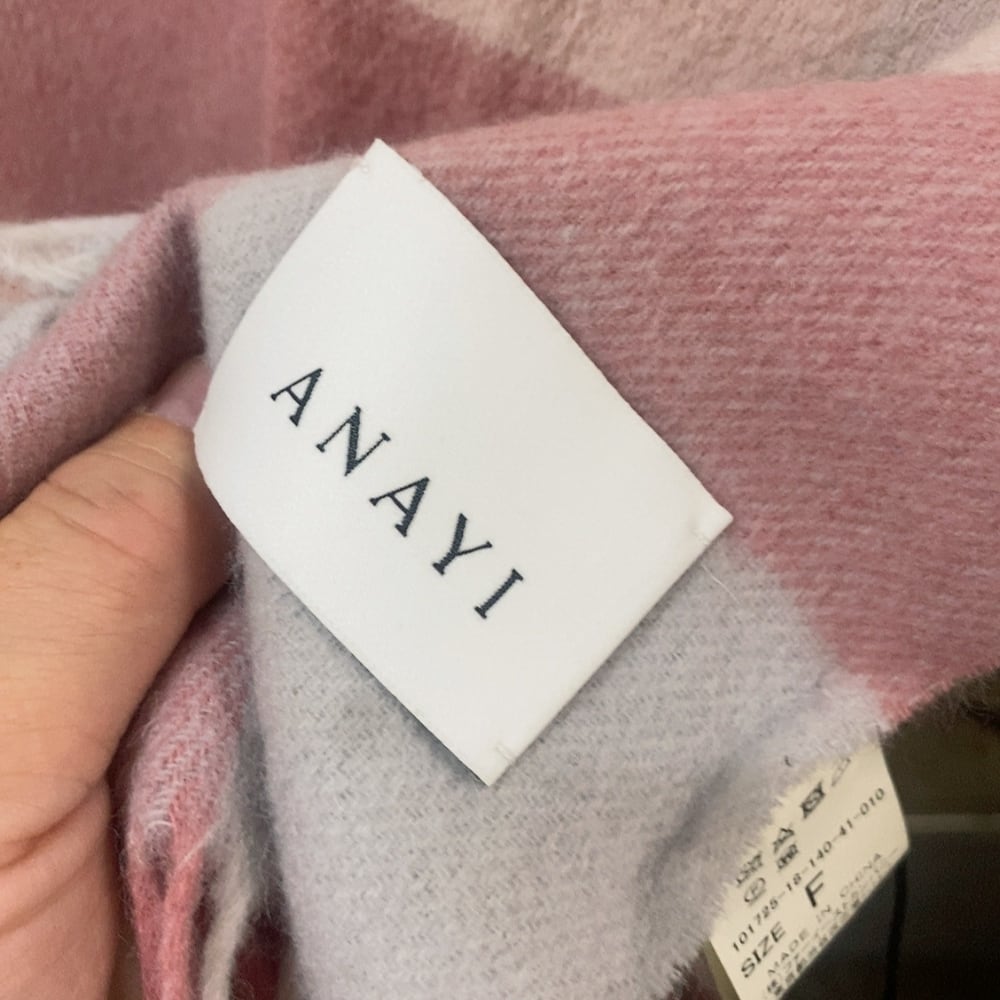 ANAYI
101725-18-140-41-010
SIZE F
MADE IN CHINA